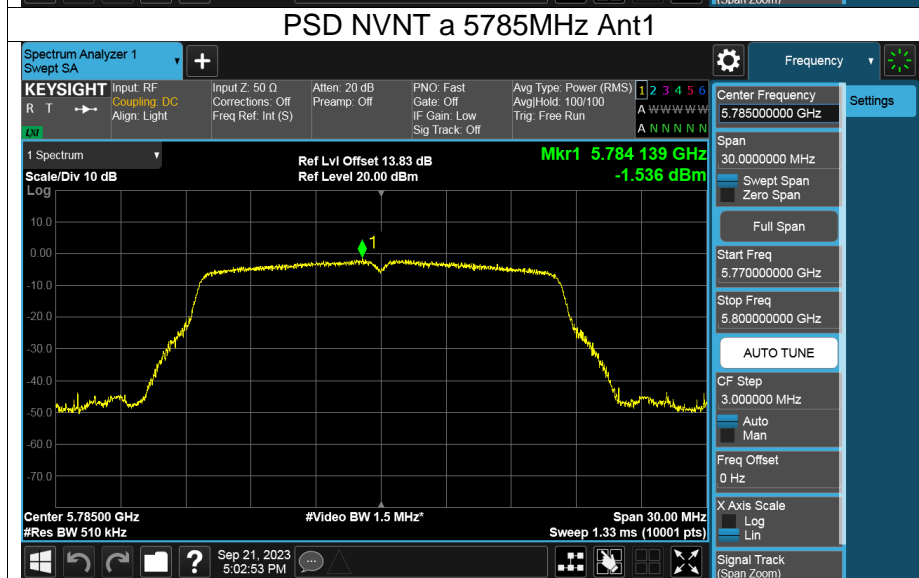 (Span Zoom)
PSD NVNT a 5785MHz Ant1
Spectrum Analyzer 1
Swept SA
+
Frequency
KEYSIGHT
R T
LXI
Input: RF
Coupling: DC
Align: Light
Input Z: 50 Ω
Corrections: Off
Freq Ref: Int (S)
Atten: 20 dB
Preamp: Off
PNO: Fast
Gate: Off
IF Gain: Low
Sig Track: Off
Avg Type: Power (RMS)
Avg|Hold: 100/100
Trig: Free Run
1 2 3 4 5 6
A W W W W W
A N N N N N
1 Spectrum
Scale/Div 10 dB
Log
Ref Lvl Offset 13.83 dB
Ref Level 20.00 dBm
Mkr1 5.784 139 GHz
-1.536 dBm
1
10.0
0.00
-10.0
-20.0
-30.0
-40.0
-50.0
-60.0
-70.0
Center 5.78500 GHz
#Res BW 510 kHz
#Video BW 1.5 MHz*
Span 30.00 MHz
Sweep 1.33 ms (10001 pts)
?
Sep 21, 2023
5:02:53 PM
Center Frequency
5.785000000 GHz
Settings
Span
30.0000000 MHz
Swept Span
Zero Span
Full Span
Start Freq
5.770000000 GHz
Stop Freq
5.800000000 GHz
AUTO TUNE
CF Step
3.000000 MHz
Auto
Man
Freq Offset
0 Hz
X Axis Scale
Log
Lin
Signal Track
(Span Zoom)